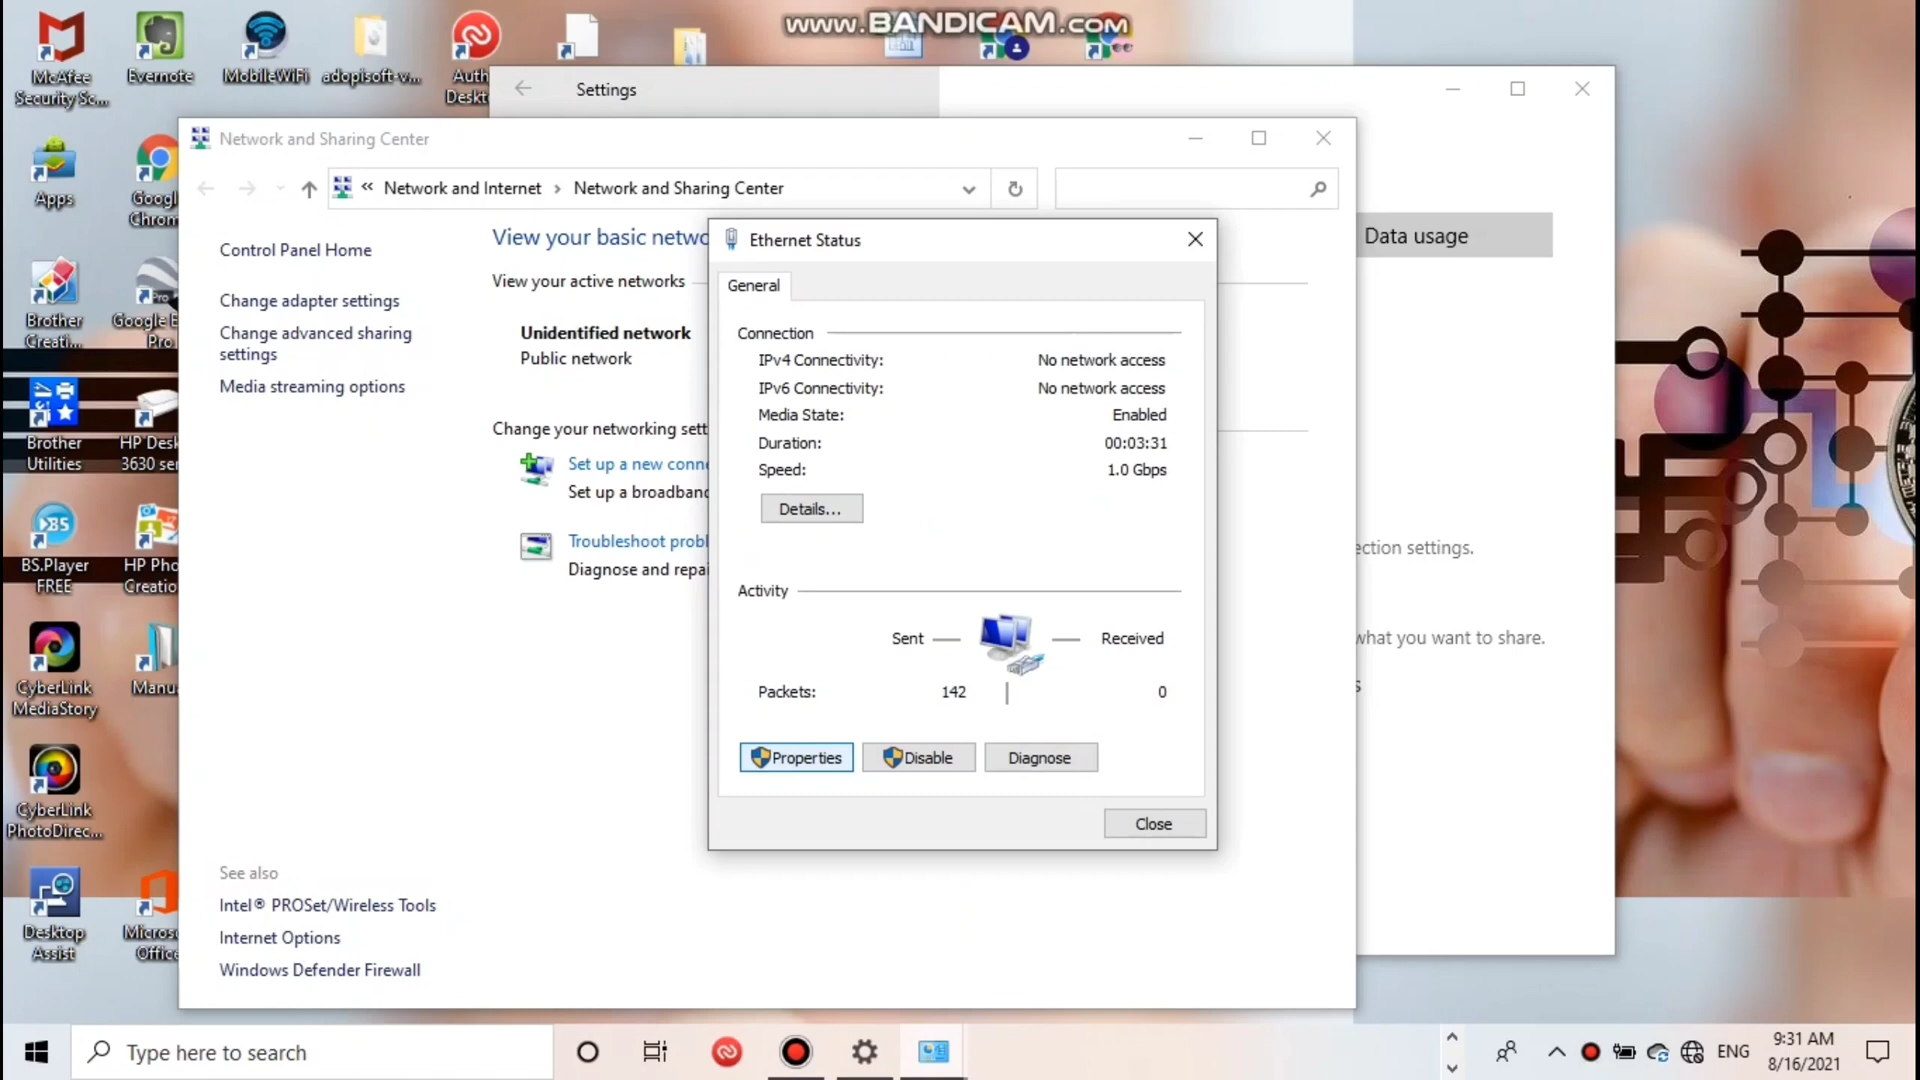 www.BANDICAM.com
McAfee
Security Sc...
Evernote
MobileWiFi
adopisoft-v...
Auth
Deskt
Settings
Network and Sharing Center
« Network and Internet › Network and Sharing Center
Apps
Googl
Chrom
Control Panel Home
Change adapter settings
Change advanced sharing
settings
Media streaming options
View your basic netwo
View your active networks
Unidentified network
Public network
Change your networking sett
Set up a new conne
Set up a broadband
Troubleshoot probl
Diagnose and repai
Ethernet Status
General
Connection
IPv4 Connectivity: No network access
IPv6 Connectivity: No network access
Media State: Enabled
Duration: 00:03:31
Speed: 1.0 Gbps
Details...
Activity
Sent Received
Packets: 142 0
Properties
Disable
Diagnose
Close
Data usage
ection settings.
what you want to share.
s
Brother
Creati...
Google E
Pro
Brother
Utilities
HP Desk
3630 ser
BS.Player
FREE
HP Pho
Creatio
CyberLink
MediaStory
Manu
CyberLink
PhotoDirec...
Desktop
Assist
Micros
Office
See also
Intel® PROSet/Wireless Tools
Internet Options
Windows Defender Firewall
Type here to search
ENG
9:31 AM
8/16/2021